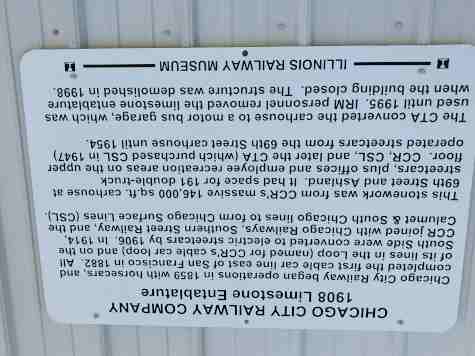 CHICAGO CITY RAILWAY COMPANY
1908 Limestone Entablature
Chicago City Railway began operations in 1859 with horsecars, and
completed the first cable car line east of San Francisco in 1882. All
of its lines in the Loop (named for CCR's cable car loop) and on the
South Side were converted to electric streetcars by 1906. In 1914,
CCR joined with Chicago Railways, Southern Street Railway, and the
Calumet & South Chicago lines to form Chicago Surface Lines (CSL).
This stonework was from CCR's massive 146,000 sq.ft. carhouse at
69th Street and Ashland. It had space for 191 double-truck
streetcars, plus offices and employee recreation areas on the upper
floor. CCR, CSL, and later the CTA (which purchased CSL in 1947)
operated streetcars from the 69th Street carhouse until 1954.
The CTA converted the carhouse to a motor bus garage, which was
used until 1995. IRM personnel removed the limestone entablature
when the building closed. The structure was demolished in 1998.
ILLINOIS RAILWAY MUSEUM